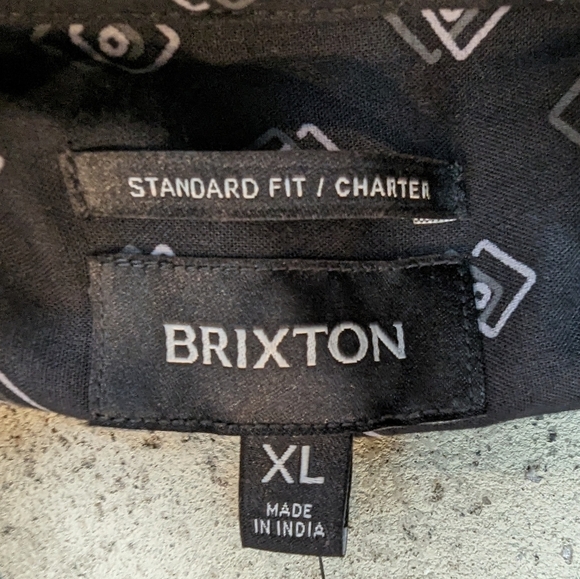 STANDARD FIT / CHARTER
BRIXTON
XL
MADE
IN INDIA